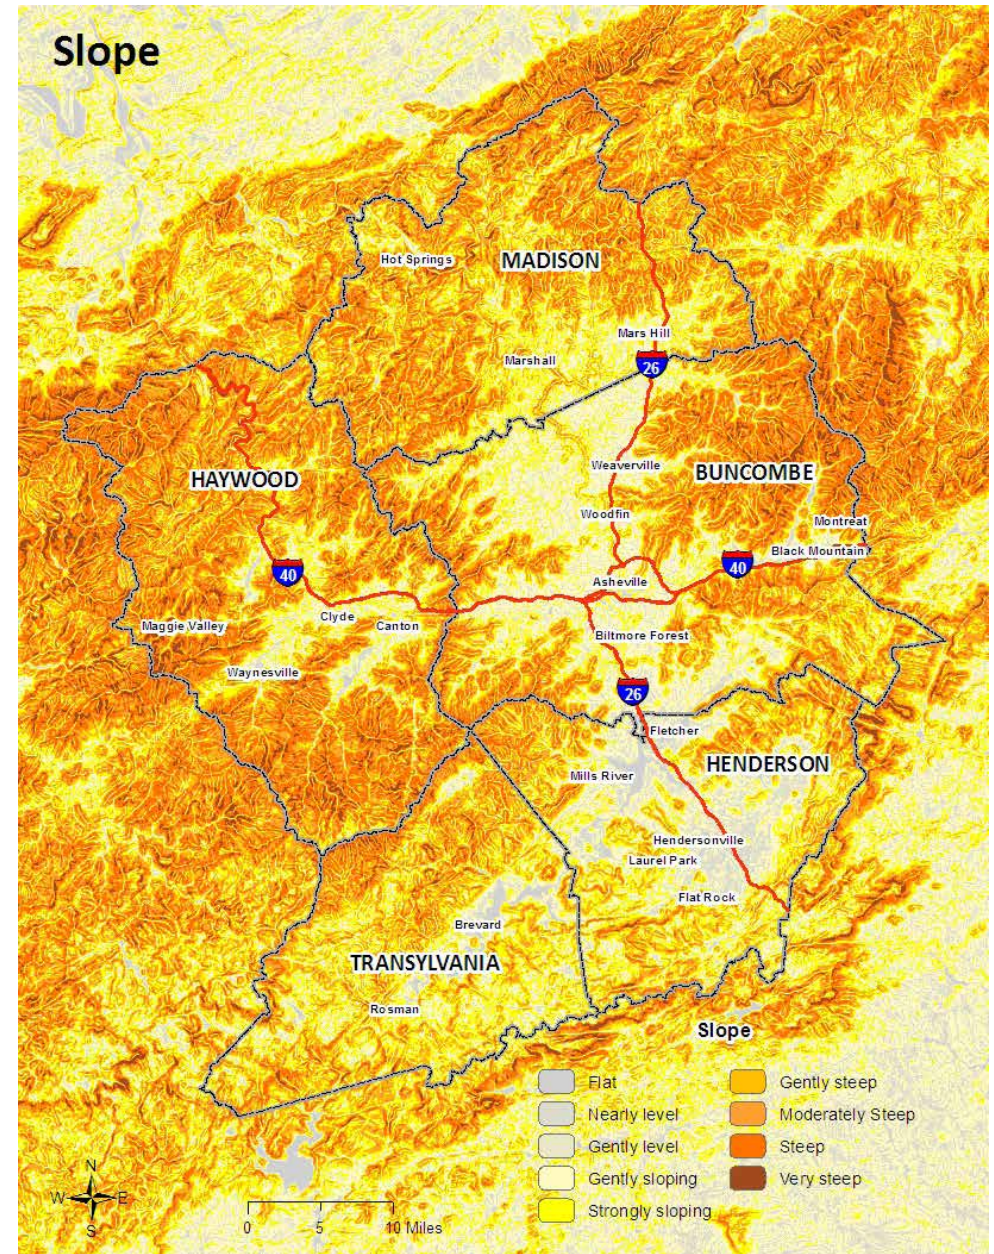 Slope
MADISON
Hot Springs
Mars Hill
Marshall
26
HAYWOOD
Weaverville
BUNCOMBE
Woodfin
Montreat
Black Mountain
40
40
Asheville
Clyde
Canton
Maggie Valley
Biltmore Forest
Waynesville
26
Fletcher
Mills River
HENDERSON
Hendersonville
Laurel Park
Flat Rock
Brevard
TRANSYLVANIA
Rosman
Slope
Flat
Nearly level
Gently level
Gently sloping
Strongly sloping
Gently steep
Moderately Steep
Steep
Very steep
N
W E
S
0 5 10 Miles